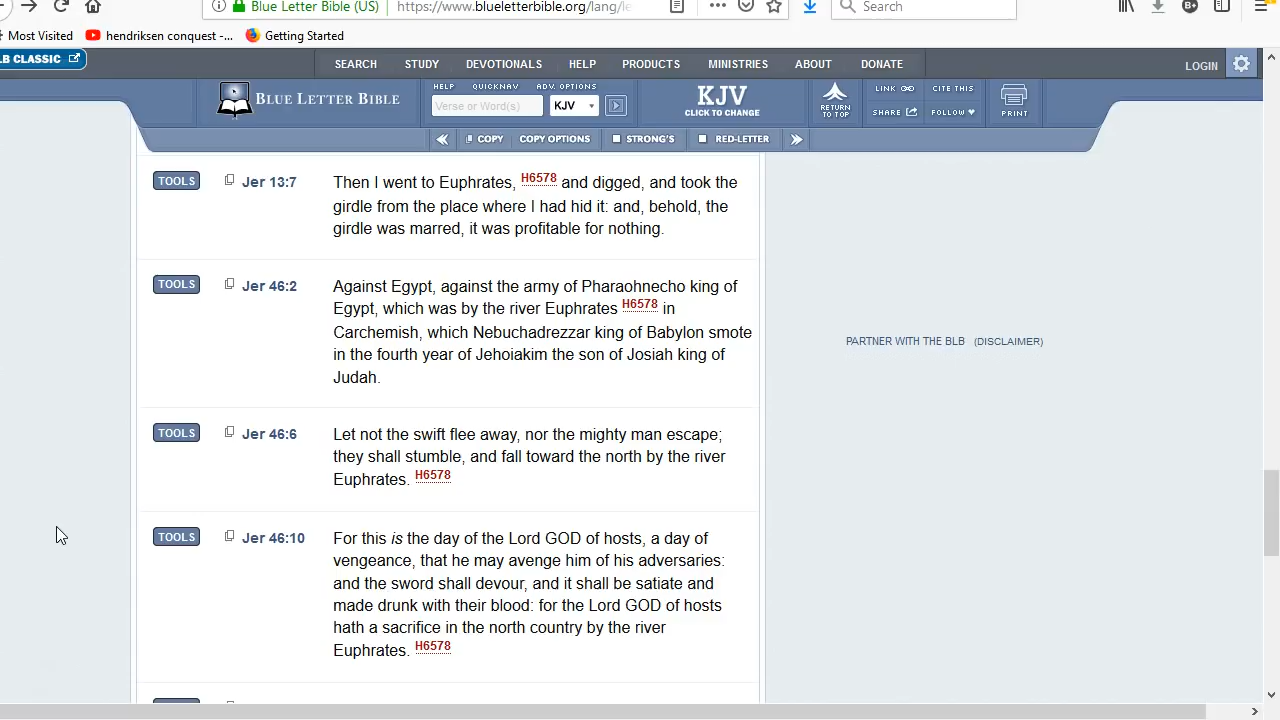 Blue Letter Bible (US)
https://www.blueletterbible.org/lang/le
Search
Most Visited
hendriksen conquest -...
Getting Started
LB CLASSIC
SEARCH STUDY DEVOTIONALS HELP PRODUCTS MINISTRIES ABOUT DONATE
LOGIN
BLUE LETTER BIBLE
HELP QUICKNAV ADV. OPTIONS
Verse or Word(s)
KJV
KJV
CLICK TO CHANGE
RETURN
TO TOP
LINK
CITE THIS
SHARE
FOLLOW
PRINT
COPY COPY OPTIONS STRONG'S RED-LETTER
TOOLS
Jer 13:7
Then I went to Euphrates, H6578 and digged, and took the
girdle from the place where I had hid it: and, behold, the
girdle was marred, it was profitable for nothing.
TOOLS
Jer 46:2
Against Egypt, against the army of Pharaohnecho king of
Egypt, which was by the river Euphrates H6578 in
Carchemish, which Nebuchadrezzar king of Babylon smote
in the fourth year of Jehoiakim the son of Josiah king of
Judah.
PARTNER WITH THE BLB (DISCLAIMER)
TOOLS
Jer 46:6
Let not the swift flee away, nor the mighty man escape;
they shall stumble, and fall toward the north by the river
Euphrates. H6578
TOOLS
Jer 46:10
For this is the day of the Lord GOD of hosts, a day of
vengeance, that he may avenge him of his adversaries:
and the sword shall devour, and it shall be satiate and
made drunk with their blood: for the Lord GOD of hosts
hath a sacrifice in the north country by the river
Euphrates. H6578